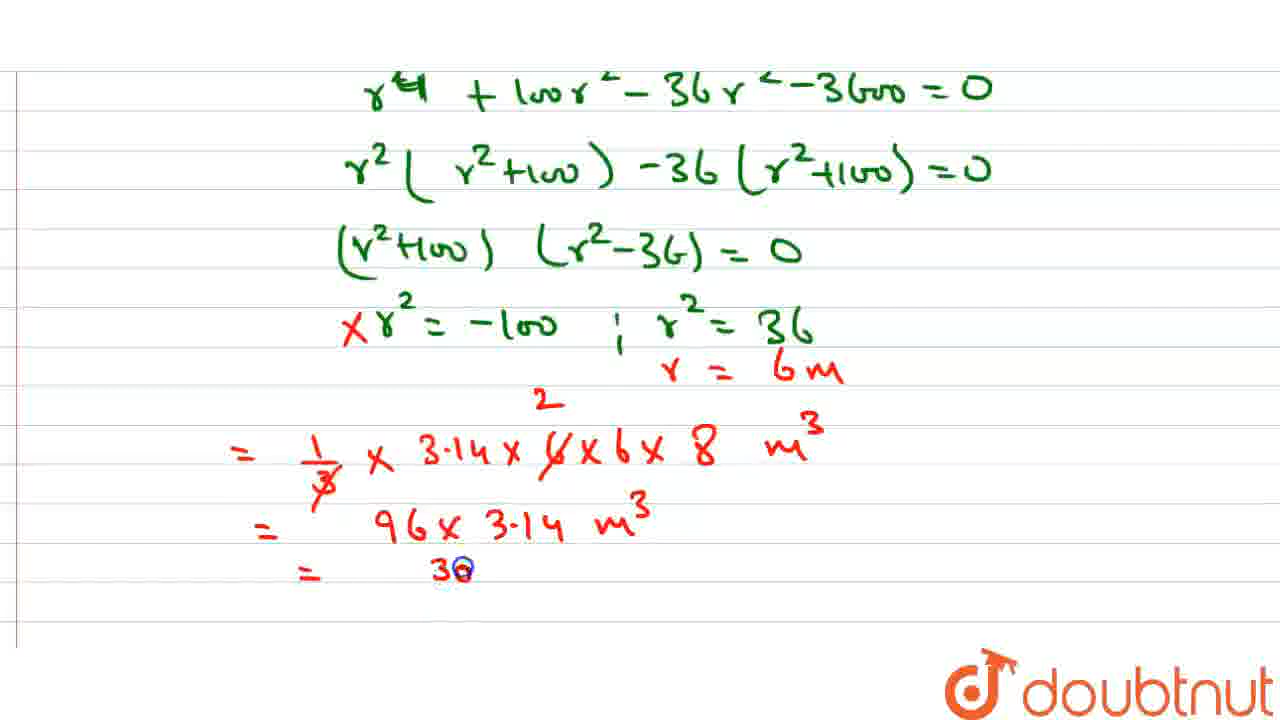 r⁴ + 100r² - 36r² - 3600 = 0
r² ( r² + 100 ) - 36 ( r² + 100 ) = 0
(r² + 100 ) ( r² - 36 ) = 0
× r² = -100 ; r² = 36
r = 6 m
2
= 1/3 × 3.14 × 6 × 6 × 8 m³
= 96 × 3.14 m³
= 30
doubtnut